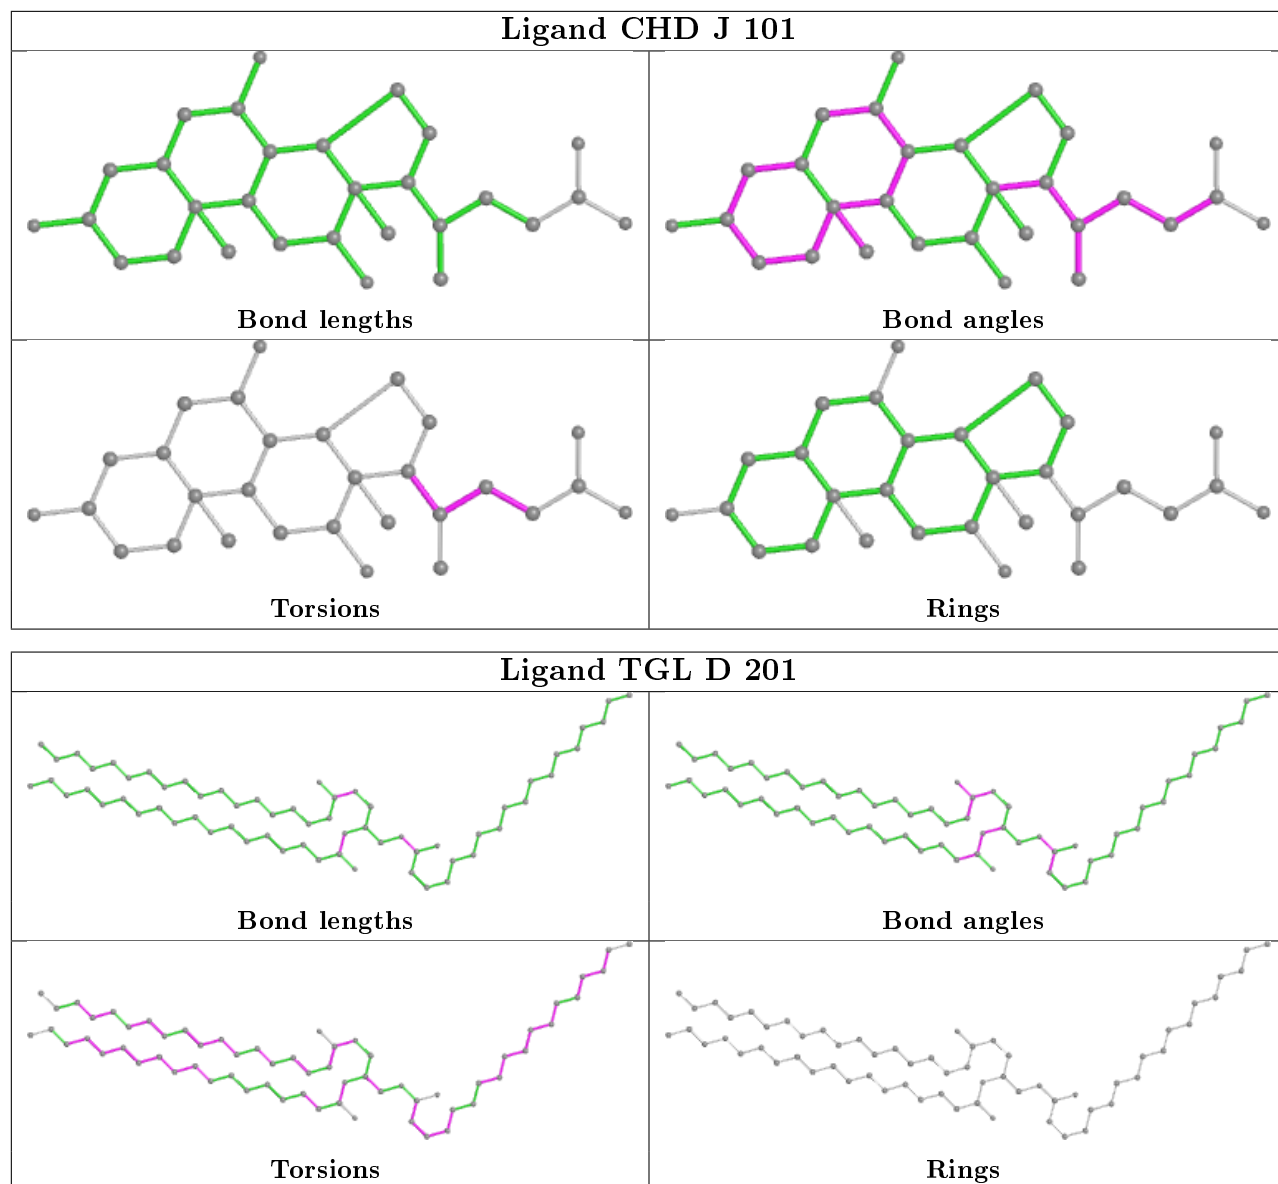 Ligand CHD J 101
Bond lengths
Bond angles
Torsions
Rings
Ligand TGL D 201
Bond lengths
Bond angles
Torsions
Rings